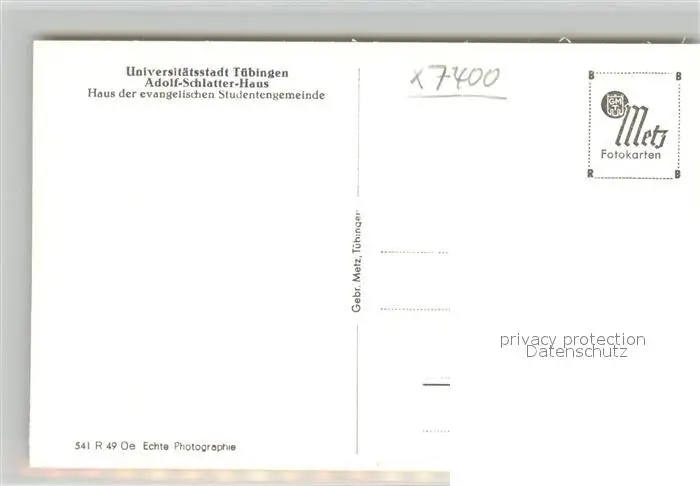 Universitätsstadt Tübingen
Adolf-Schlatter-Haus
Haus der evangelischen Studentengemeinde
x7400
B B
GMT
Metz
Fotokarten
R B
Gebr. Metz, Tübingen
privacy protection
Datenschutz
541 R 49 Oe Echte Photographie